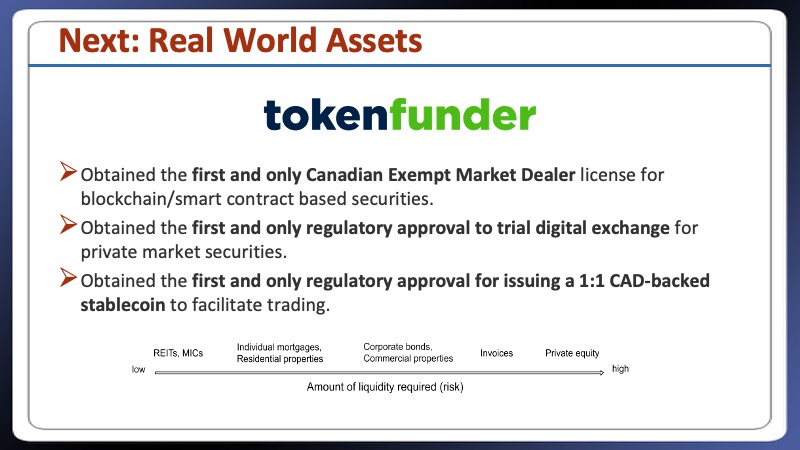 Next: Real World Assets
tokenfunder
Obtained the first and only Canadian Exempt Market Dealer license for
blockchain/smart contract based securities.
Obtained the first and only regulatory approval to trial digital exchange for
private market securities.
Obtained the first and only regulatory approval for issuing a 1:1 CAD-backed
stablecoin to facilitate trading.
REITs, MICs
Individual mortgages,
Residential properties
Corporate bonds,
Commercial properties
Invoices
Private equity
low
high
Amount of liquidity required (risk)